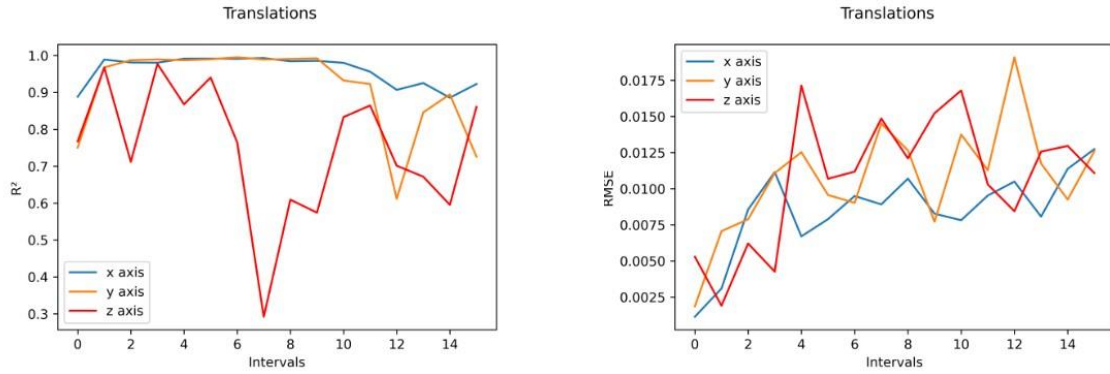 Translations
1.0
0.9
0.8
0.7
0.6
0.5
0.4
0.3
R²
x axis
y axis
z axis
0 2 4 6 8 10 12 14
Intervals
Translations
0.0175
0.0150
0.0125
0.0100
0.0075
0.0050
0.0025
RMSE
x axis
y axis
z axis
0 2 4 6 8 10 12 14
Intervals